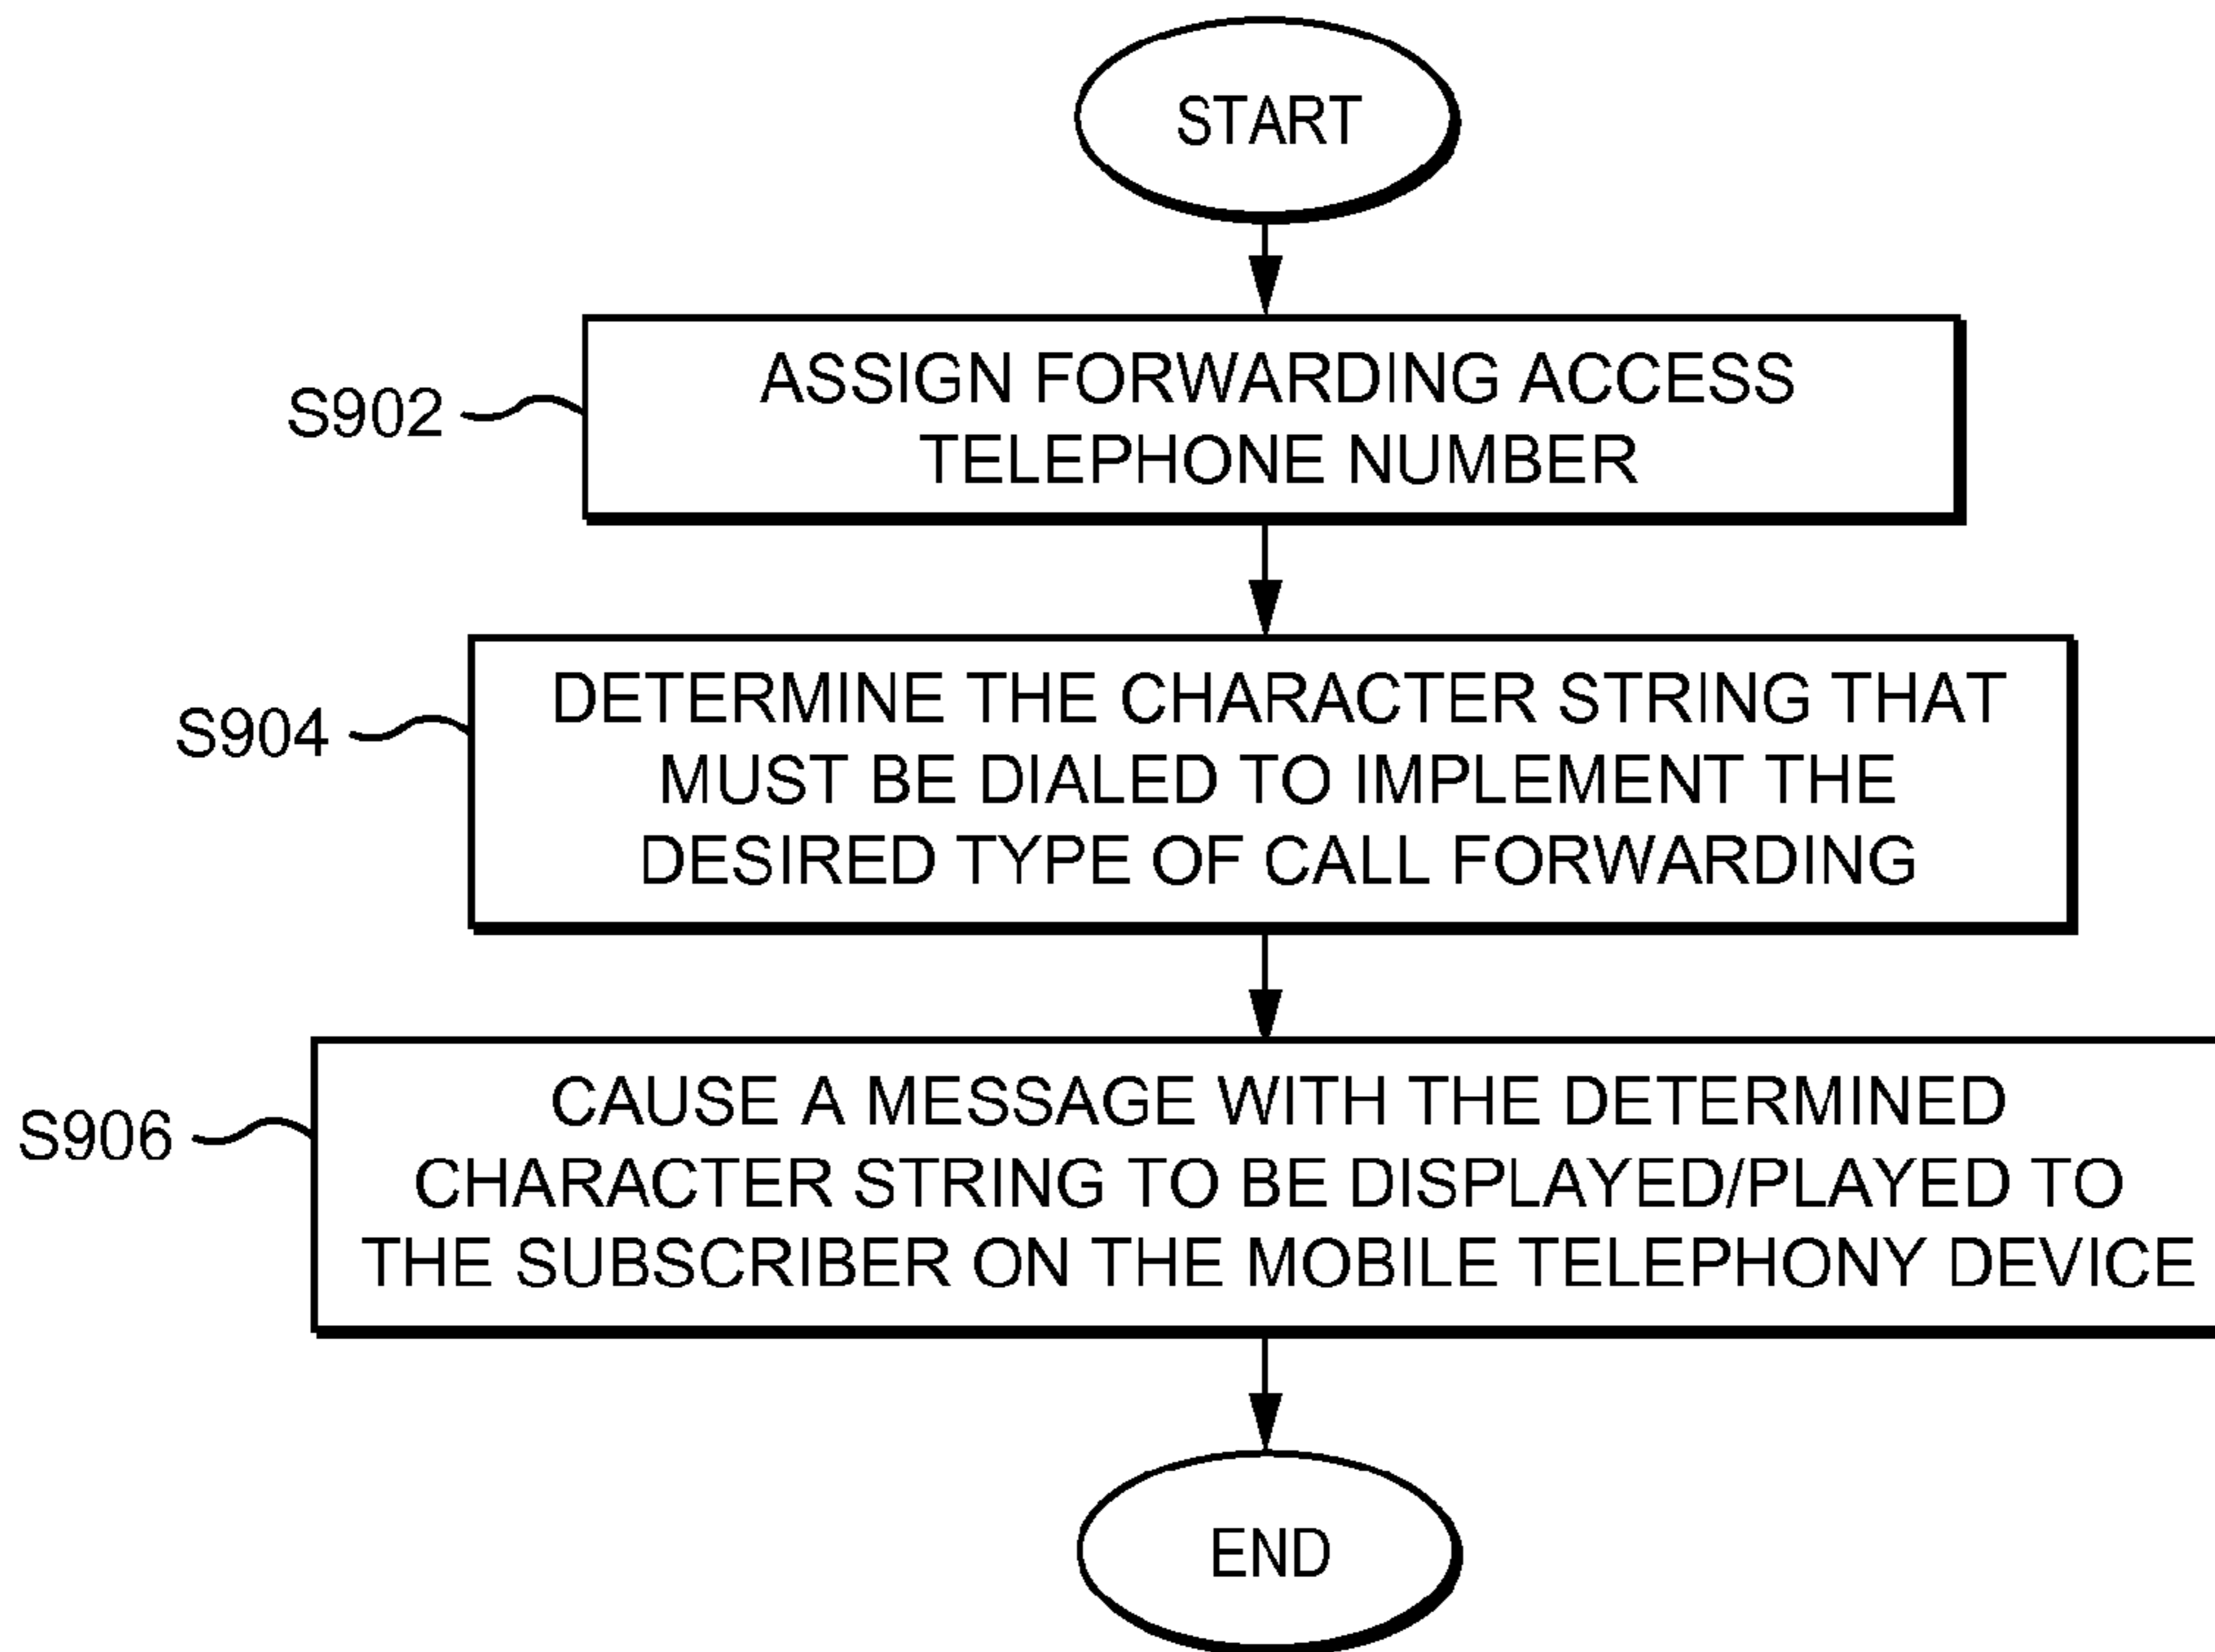 START
S902
ASSIGN FORWARDING ACCESS
TELEPHONE NUMBER
S904
DETERMINE THE CHARACTER STRING THAT
MUST BE DIALED TO IMPLEMENT THE
DESIRED TYPE OF CALL FORWARDING
S906
CAUSE A MESSAGE WITH THE DETERMINED
CHARACTER STRING TO BE DISPLAYED/PLAYED TO
THE SUBSCRIBER ON THE MOBILE TELEPHONY DEVICE
END